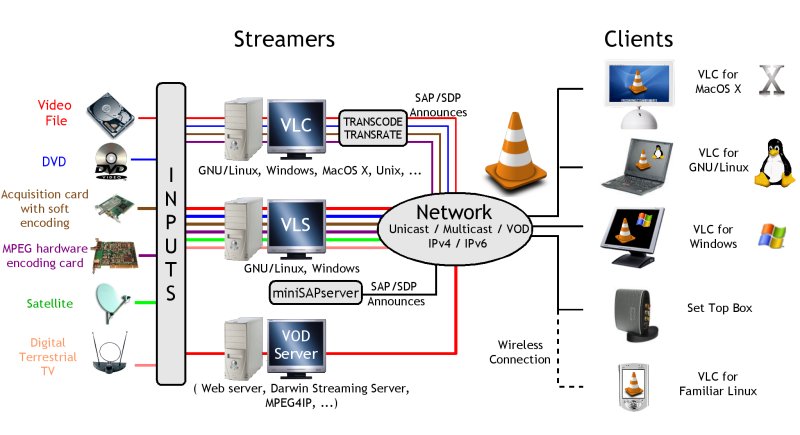 Streamers
Clients
Video
File
DVD
DVD
VIDEO
Acquisition card
with soft
encoding
MPEG hardware
encoding card
Satellite
Digital
Terrestrial
TV
INPUTS
VLC
TRANSCODE
TRANSRATE
SAP/SDP
Announces
GNU/Linux, Windows, MacOS X, Unix, ...
VLS
GNU/Linux, Windows
Network
Unicast / Multicast / VOD
IPv4 / IPv6
miniSAPserver
SAP/SDP
Announces
VOD
Server
( Web server, Darwin Streaming Server,
MPEG4IP, ...)
Wireless
Connection
VLC for
MacOS X
X
VLC for
GNU/Linux
VLC for
Windows
Set Top Box
VLC for
Familiar Linux